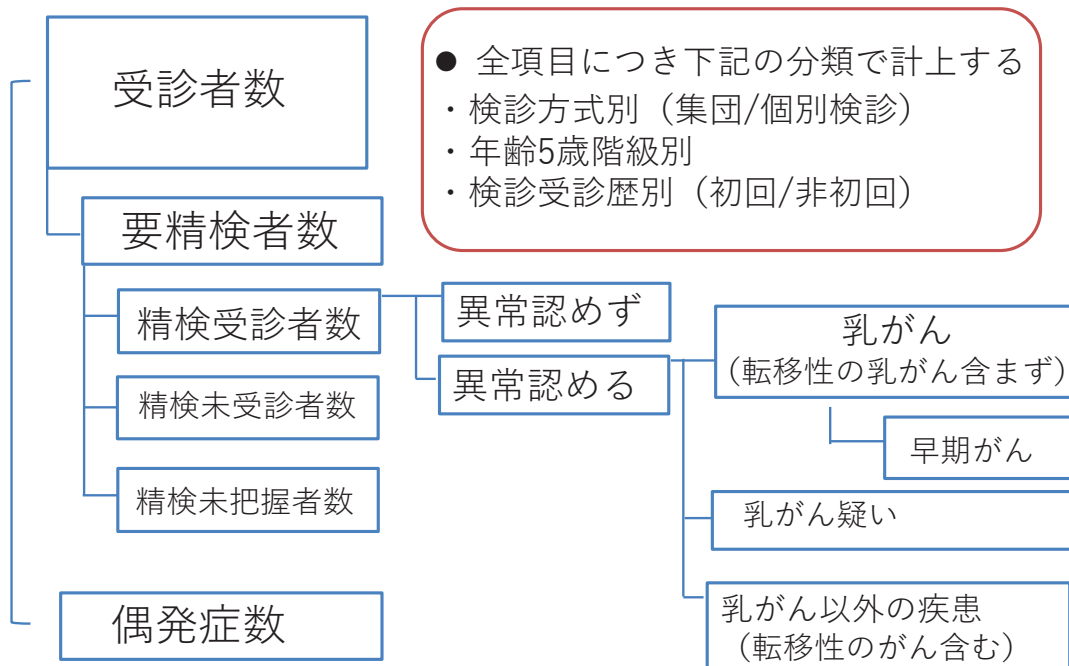 受診者数
● 全項目につき下記の分類で計上する
・検診方式別（集団/個別検診）
・年齢5歳階級別
・検診受診歴別（初回/非初回）
要精検者数
精検受診者数
異常認めず
異常認める
乳がん
（転移性の乳がん含まず）
早期がん
精検未受診者数
精検未把握者数
乳がん疑い
乳がん以外の疾患
（転移性のがん含む）
偶発症数